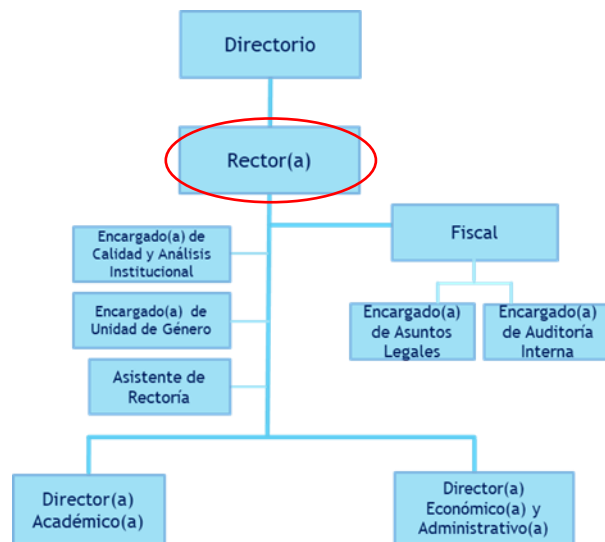 Directorio
Rector(a)
Encargado(a) de
Calidad y Análisis
Institucional
Fiscal
Encargado(a) de
Unidad de Género
Encargado(a)
de Asuntos
Legales
Encargado(a)
de Auditoría
Interna
Asistente de
Rectoría
Director(a)
Académico(a)
Director(a)
Económico(a) y
Administrativo(a)